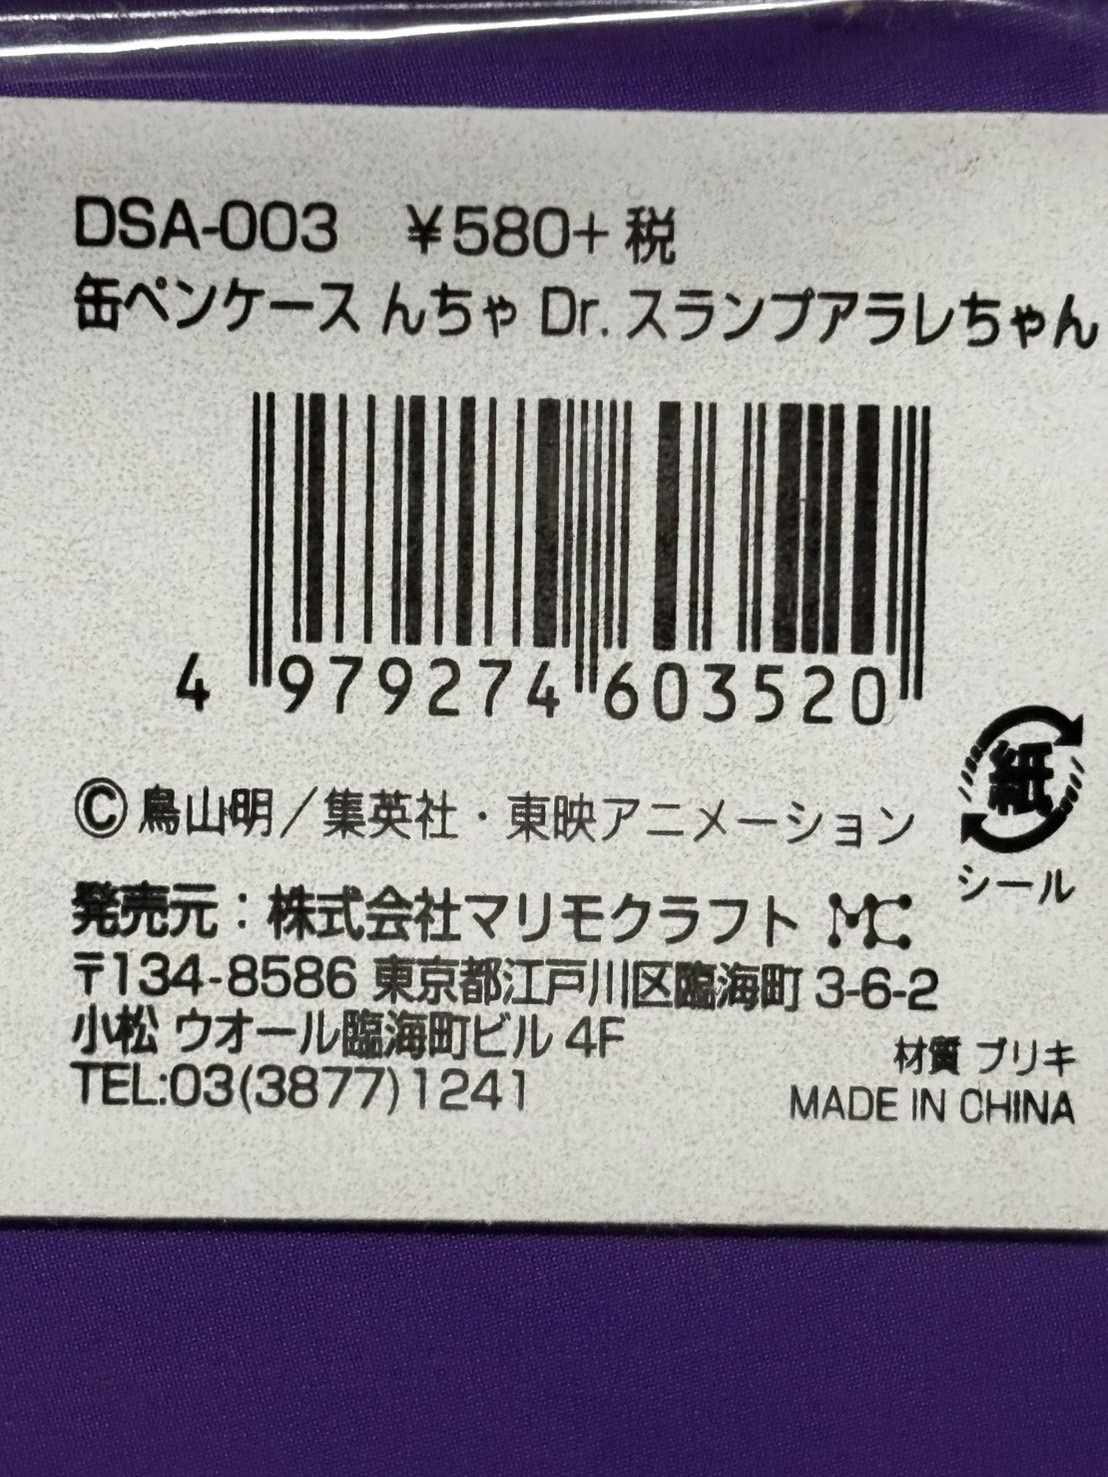 DSA-003 ¥580+税
缶ペンケース んちゃ Dr.スランプアラレちゃん
4 979274 603520
紙
シール
©鳥山明／集英社・東映アニメーション
発売元：株式会社マリモクラフト MC
〒134-8586 東京都江戸川区臨海町 3-6-2
小松 ウオール臨海町ビル 4F
TEL:03(3877)1241
材質 ブリキ
MADE IN CHINA